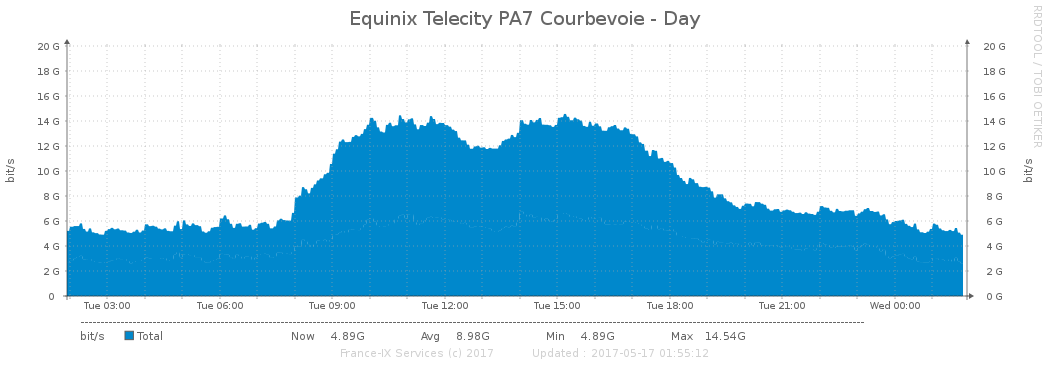 Equinix Telecity PA7 Courbevoie - Day
RRDTOOL / TOBI OETIKER
20 G 20 G
18 G 18 G
16 G 16 G
14 G 14 G
12 G 12 G
10 G 10 G
8 G 8 G
6 G 6 G
4 G 4 G
2 G 2 G
0 0 G
bit/s bit/s
Tue 03:00 Tue 06:00 Tue 09:00 Tue 12:00 Tue 15:00 Tue 18:00 Tue 21:00 Wed 00:00
bit/s Total Now 4.89G Avg 8.98G Min 4.89G Max 14.54G
France-IX Services (c) 2017 Updated : 2017-05-17 01:55:12